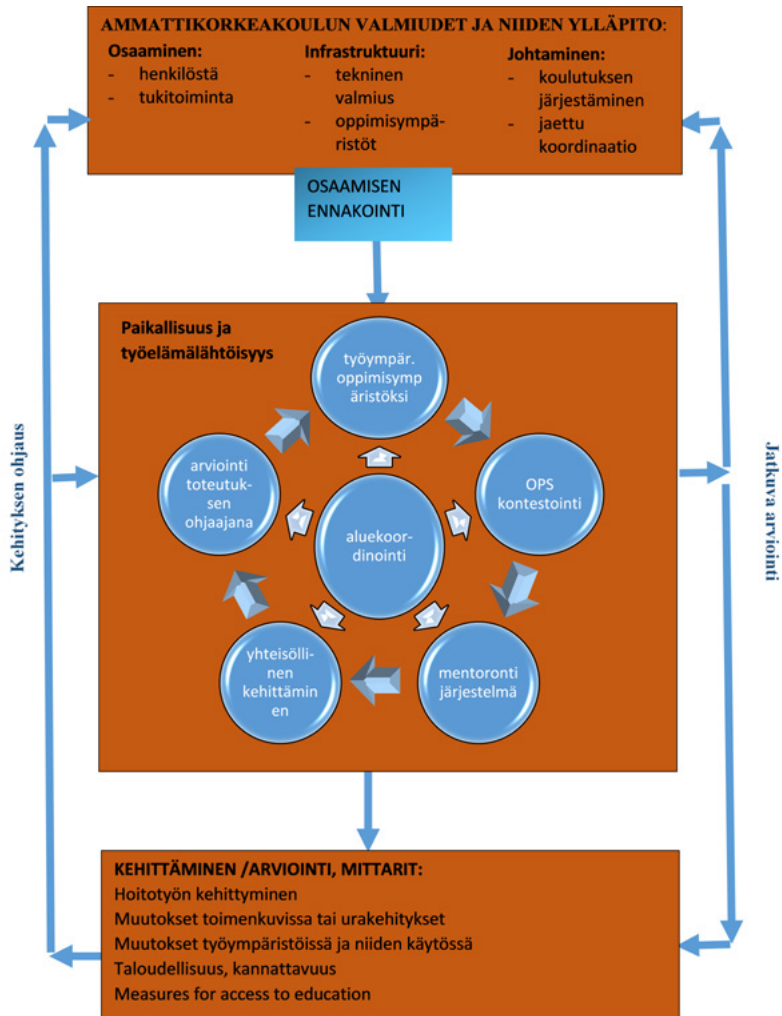 AMMATTIKORKEAKOULUN VALMIUDET JA NIIDEN YLLÄPITO:
Osaaminen:
- henkilöstä
- tukitoiminta
Infrastruktuuri:
- tekninen
valmius
- oppimisympä-
ristöt
Johtaminen:
- koulutuksen
järjestäminen
- jaettu
koordinaatio
OSAAMISEN
ENNAKOINTI
Kehityksen ohjaus
Paikallisuus ja
työelämälähtöisyys
työympär.
oppimisymp
äristöksi
OPS
kontestointi
mentoronti
järjestelmä
yhteisölli-
nen
kehittämin
en
arviointi
toteutuk-
sen
ohjaajana
aluekoor-
dinointi
Jatkuva arviointi
KEHITTÄMINEN /ARVIOINTI, MITTARIT:
Hoitotyön kehittyminen
Muutokset toimenkuvissa tai urakehitykset
Muutokset työympäristöissä ja niiden käytössä
Taloudellisuus, kannattavuus
Measures for access to education